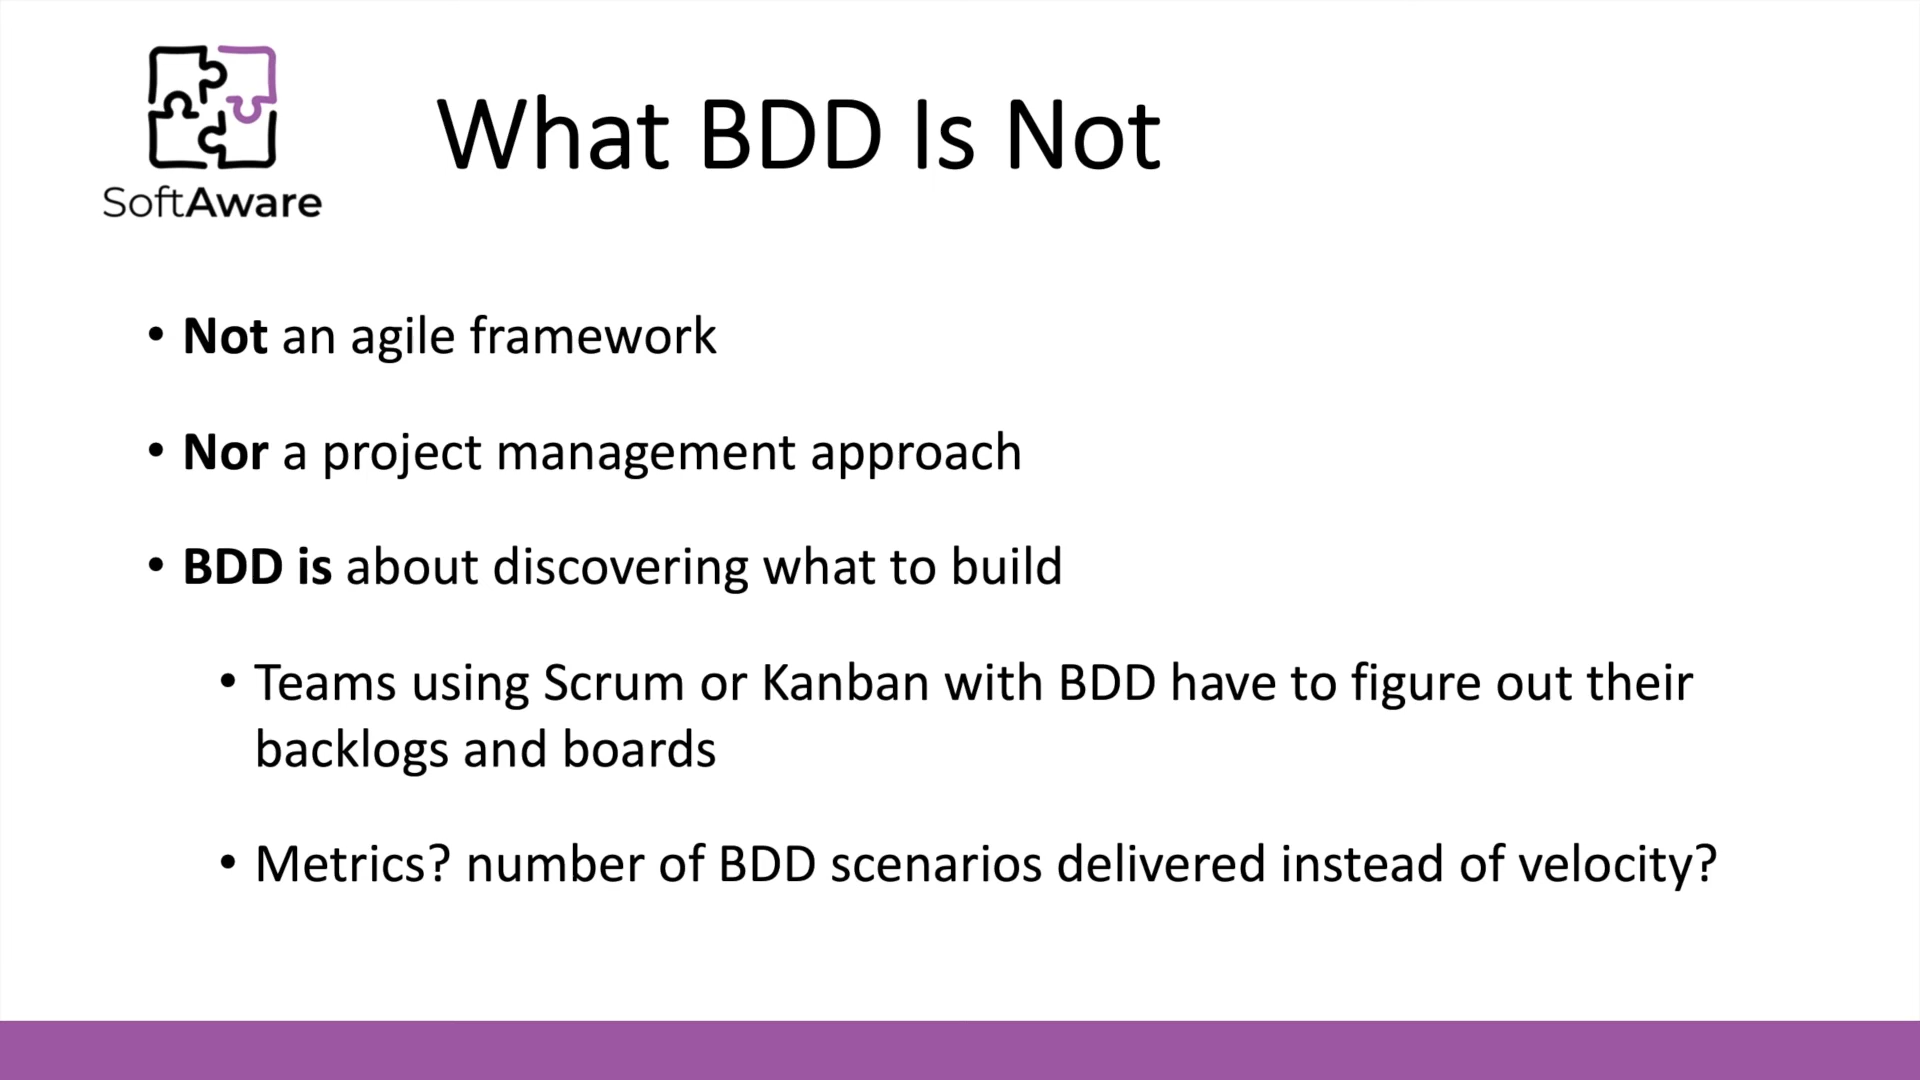 SoftAware
What BDD Is Not
• Not an agile framework
• Nor a project management approach
• BDD is about discovering what to build
• Teams using Scrum or Kanban with BDD have to figure out their
backlogs and boards
• Metrics? number of BDD scenarios delivered instead of velocity?